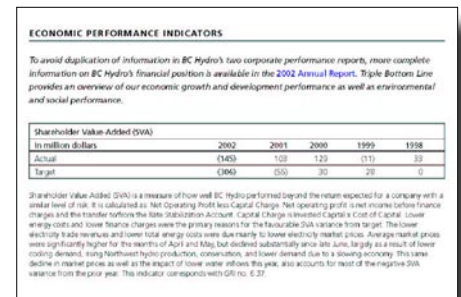 ECONOMIC PERFORMANCE INDICATORS
To avoid duplication of information in BC Hydro's two corporate performance reports, more complete
information on BC Hydro's financial position is available in the 2002 Annual Report. Triple Bottom Line
provides an overview of our economic growth and development performance as well as environmental
and social performance.
Shareholder Value-Added (SVA)
In million dollars 2002 2001 2000 1999 1998
Actual (145) 103 129 (11) 33
Target (306) (55) 30 28 0
Shareholder Value Added (SVA) is a measure of how well BC Hydro performed beyond the return expected for a company with a
similar level of risk. It is calculated as: Net Operating Profit less Capital Charge. Net operating profit is net income before finance
charges and the transfer to/from the Rate Stabilization Account. Capital Charge is Invested Capital x Cost of Capital. Lower
energy costs and lower finance charges were the primary reasons for the favourable SVA variance from target. The lower
electricity trade revenues and lower total energy costs were due mainly to lower electricity market prices. Average market prices
were significantly higher for the months of April and May, but declined substantially since late June, largely as a result of lower
cooling demand, rising Northwest hydro production, conservation, and lower demand due to a slowing economy. This same
decline in market prices as well as the impact of lower water inflows this year, also accounts for most of the negative SVA
variance from the prior year. This indicator corresponds with GRI no. 6.37.